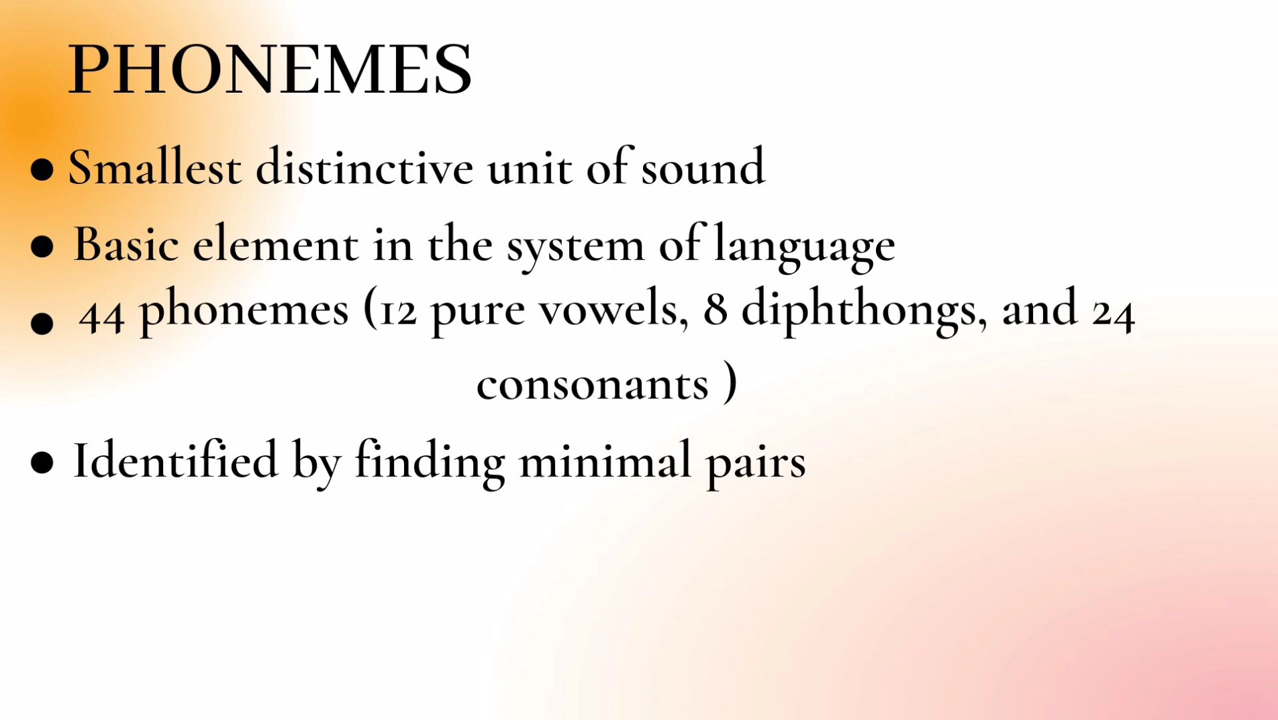 PHONEMES
● Smallest distinctive unit of sound
● Basic element in the system of language
● 44 phonemes (12 pure vowels, 8 diphthongs, and 24
consonants )
● Identified by finding minimal pairs